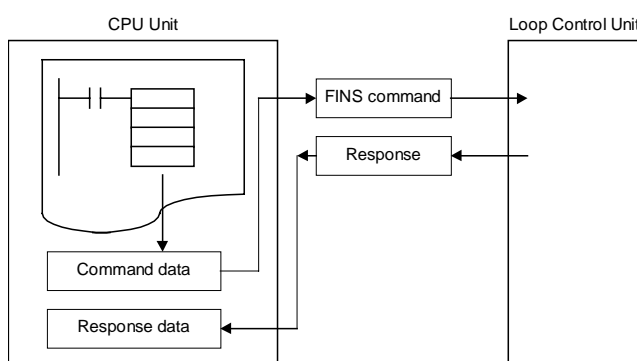 CPU Unit
Loop Control Unit
FINS command
Response
Command data
Response data